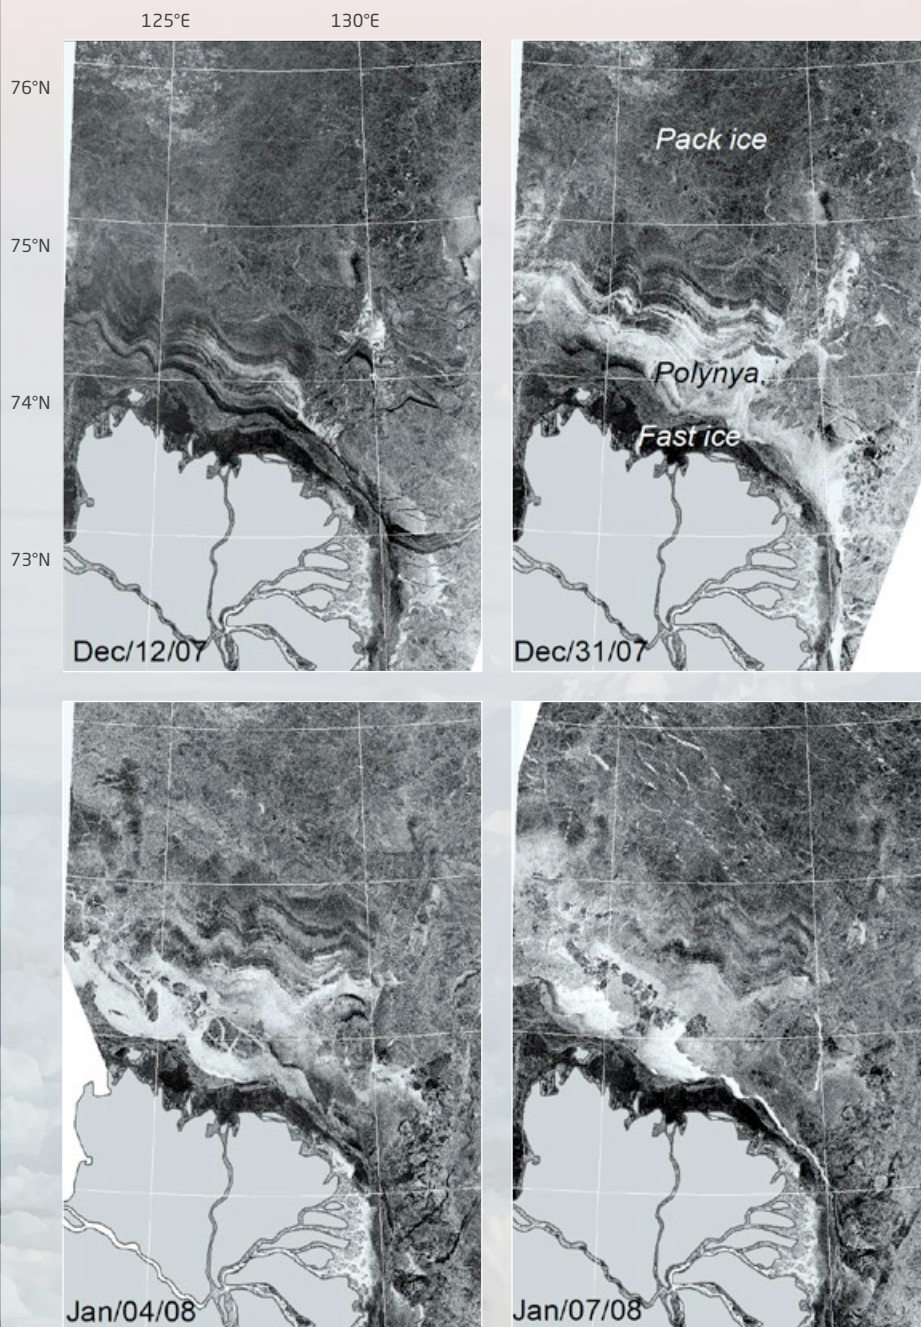 125°E 130°E
76°N
Pack ice
75°N
Polynya
74°N
Fast ice
73°N
Dec/12/07
Dec/31/07
Jan/04/08
Jan/07/08